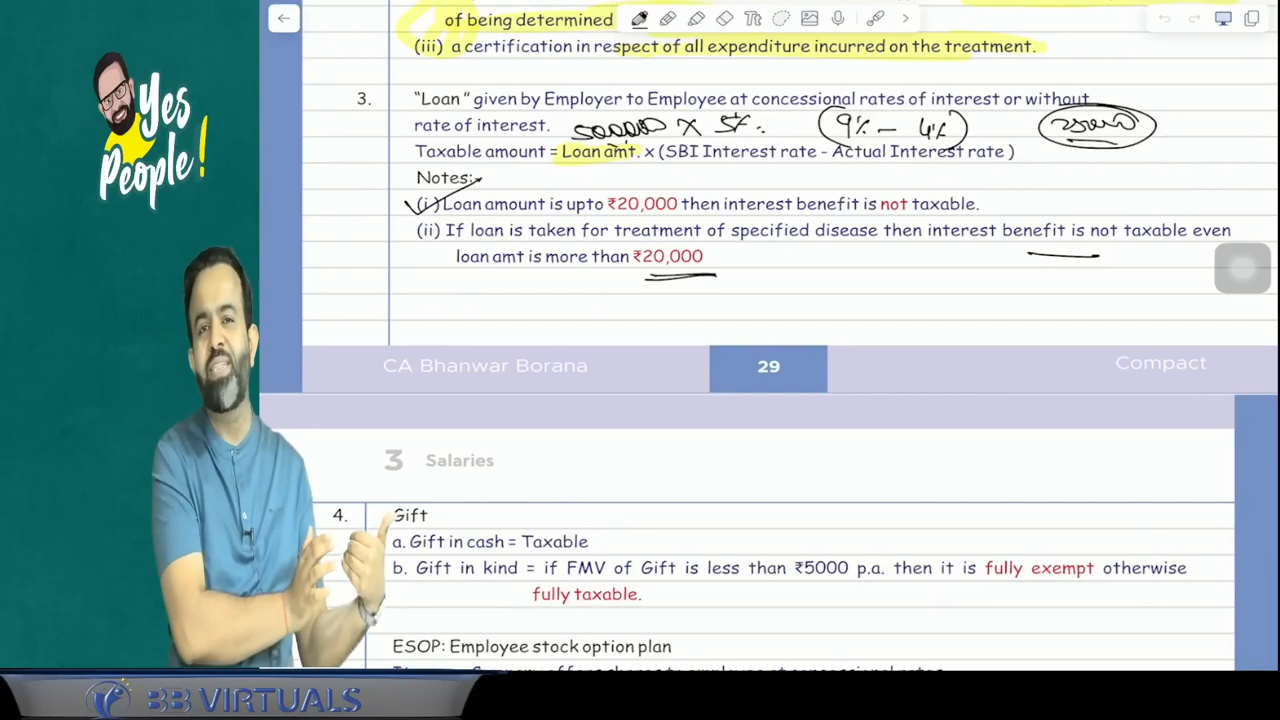 Yes
People!
of being determined
(iii) a certification in respect of all expenditure incurred on the treatment.
3. "Loan" given by Employer to Employee at concessional rates of interest or without
rate of interest. 500000 X 5%. (9% - 4%) 25000
Taxable amount = Loan amt. x (SBI Interest rate - Actual Interest rate )
Notes:
(i) Loan amount is upto ₹20,000 then interest benefit is not taxable.
(ii) If loan is taken for treatment of specified disease then interest benefit is not taxable even
loan amt is more than ₹20,000
CA Bhanwar Borana 29 Compact
3 Salaries
4. Gift
a. Gift in cash = Taxable
b. Gift in kind = if FMV of Gift is less than ₹5000 p.a. then it is fully exempt otherwise
fully taxable.
ESOP: Employee stock option plan
BB VIRTUALS